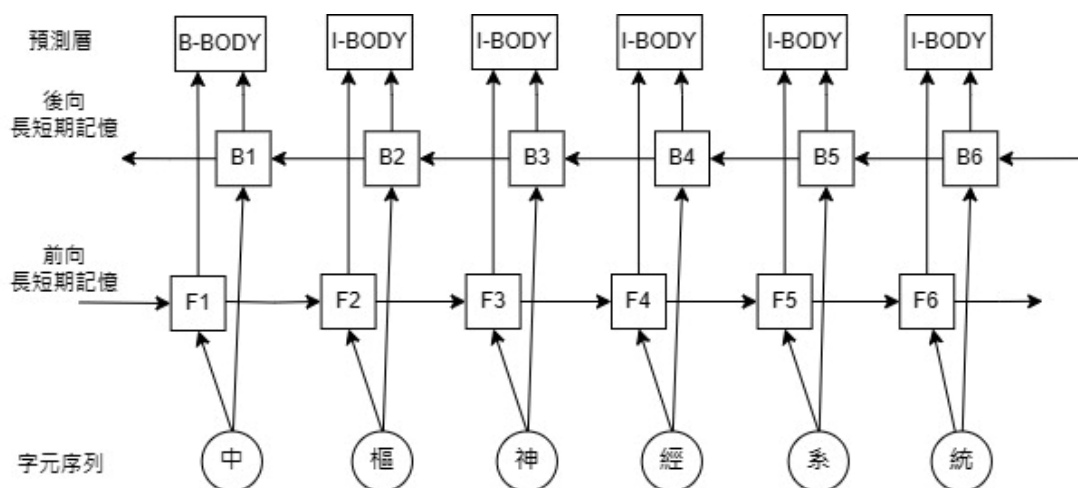 預測層 B-BODY I-BODY I-BODY I-BODY I-BODY I-BODY
後向
長短期記憶
B1 B2 B3 B4 B5 B6
前向
長短期記憶
F1 F2 F3 F4 F5 F6
字元序列 中 樞 神 經 系 統